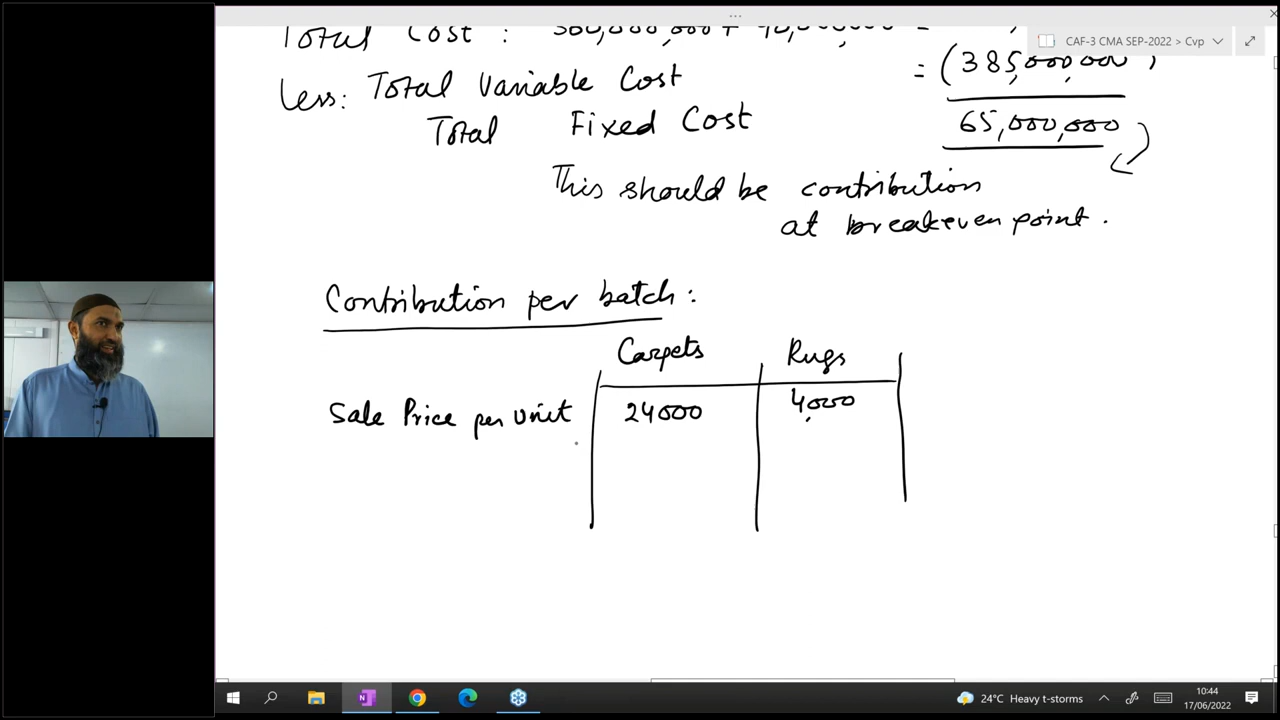 CAF-3 CMA SEP-2022 > Cvp
Total Cost :
= (385,000,000)
Less: Total Variable Cost
65,000,000
Total Fixed Cost
This should be contribution
at breakeven point.
Contribution per batch :
Carpets Rugs
Sale Price per unit 24000 4,000
24°C Heavy t-storms
10:44
17/06/2022